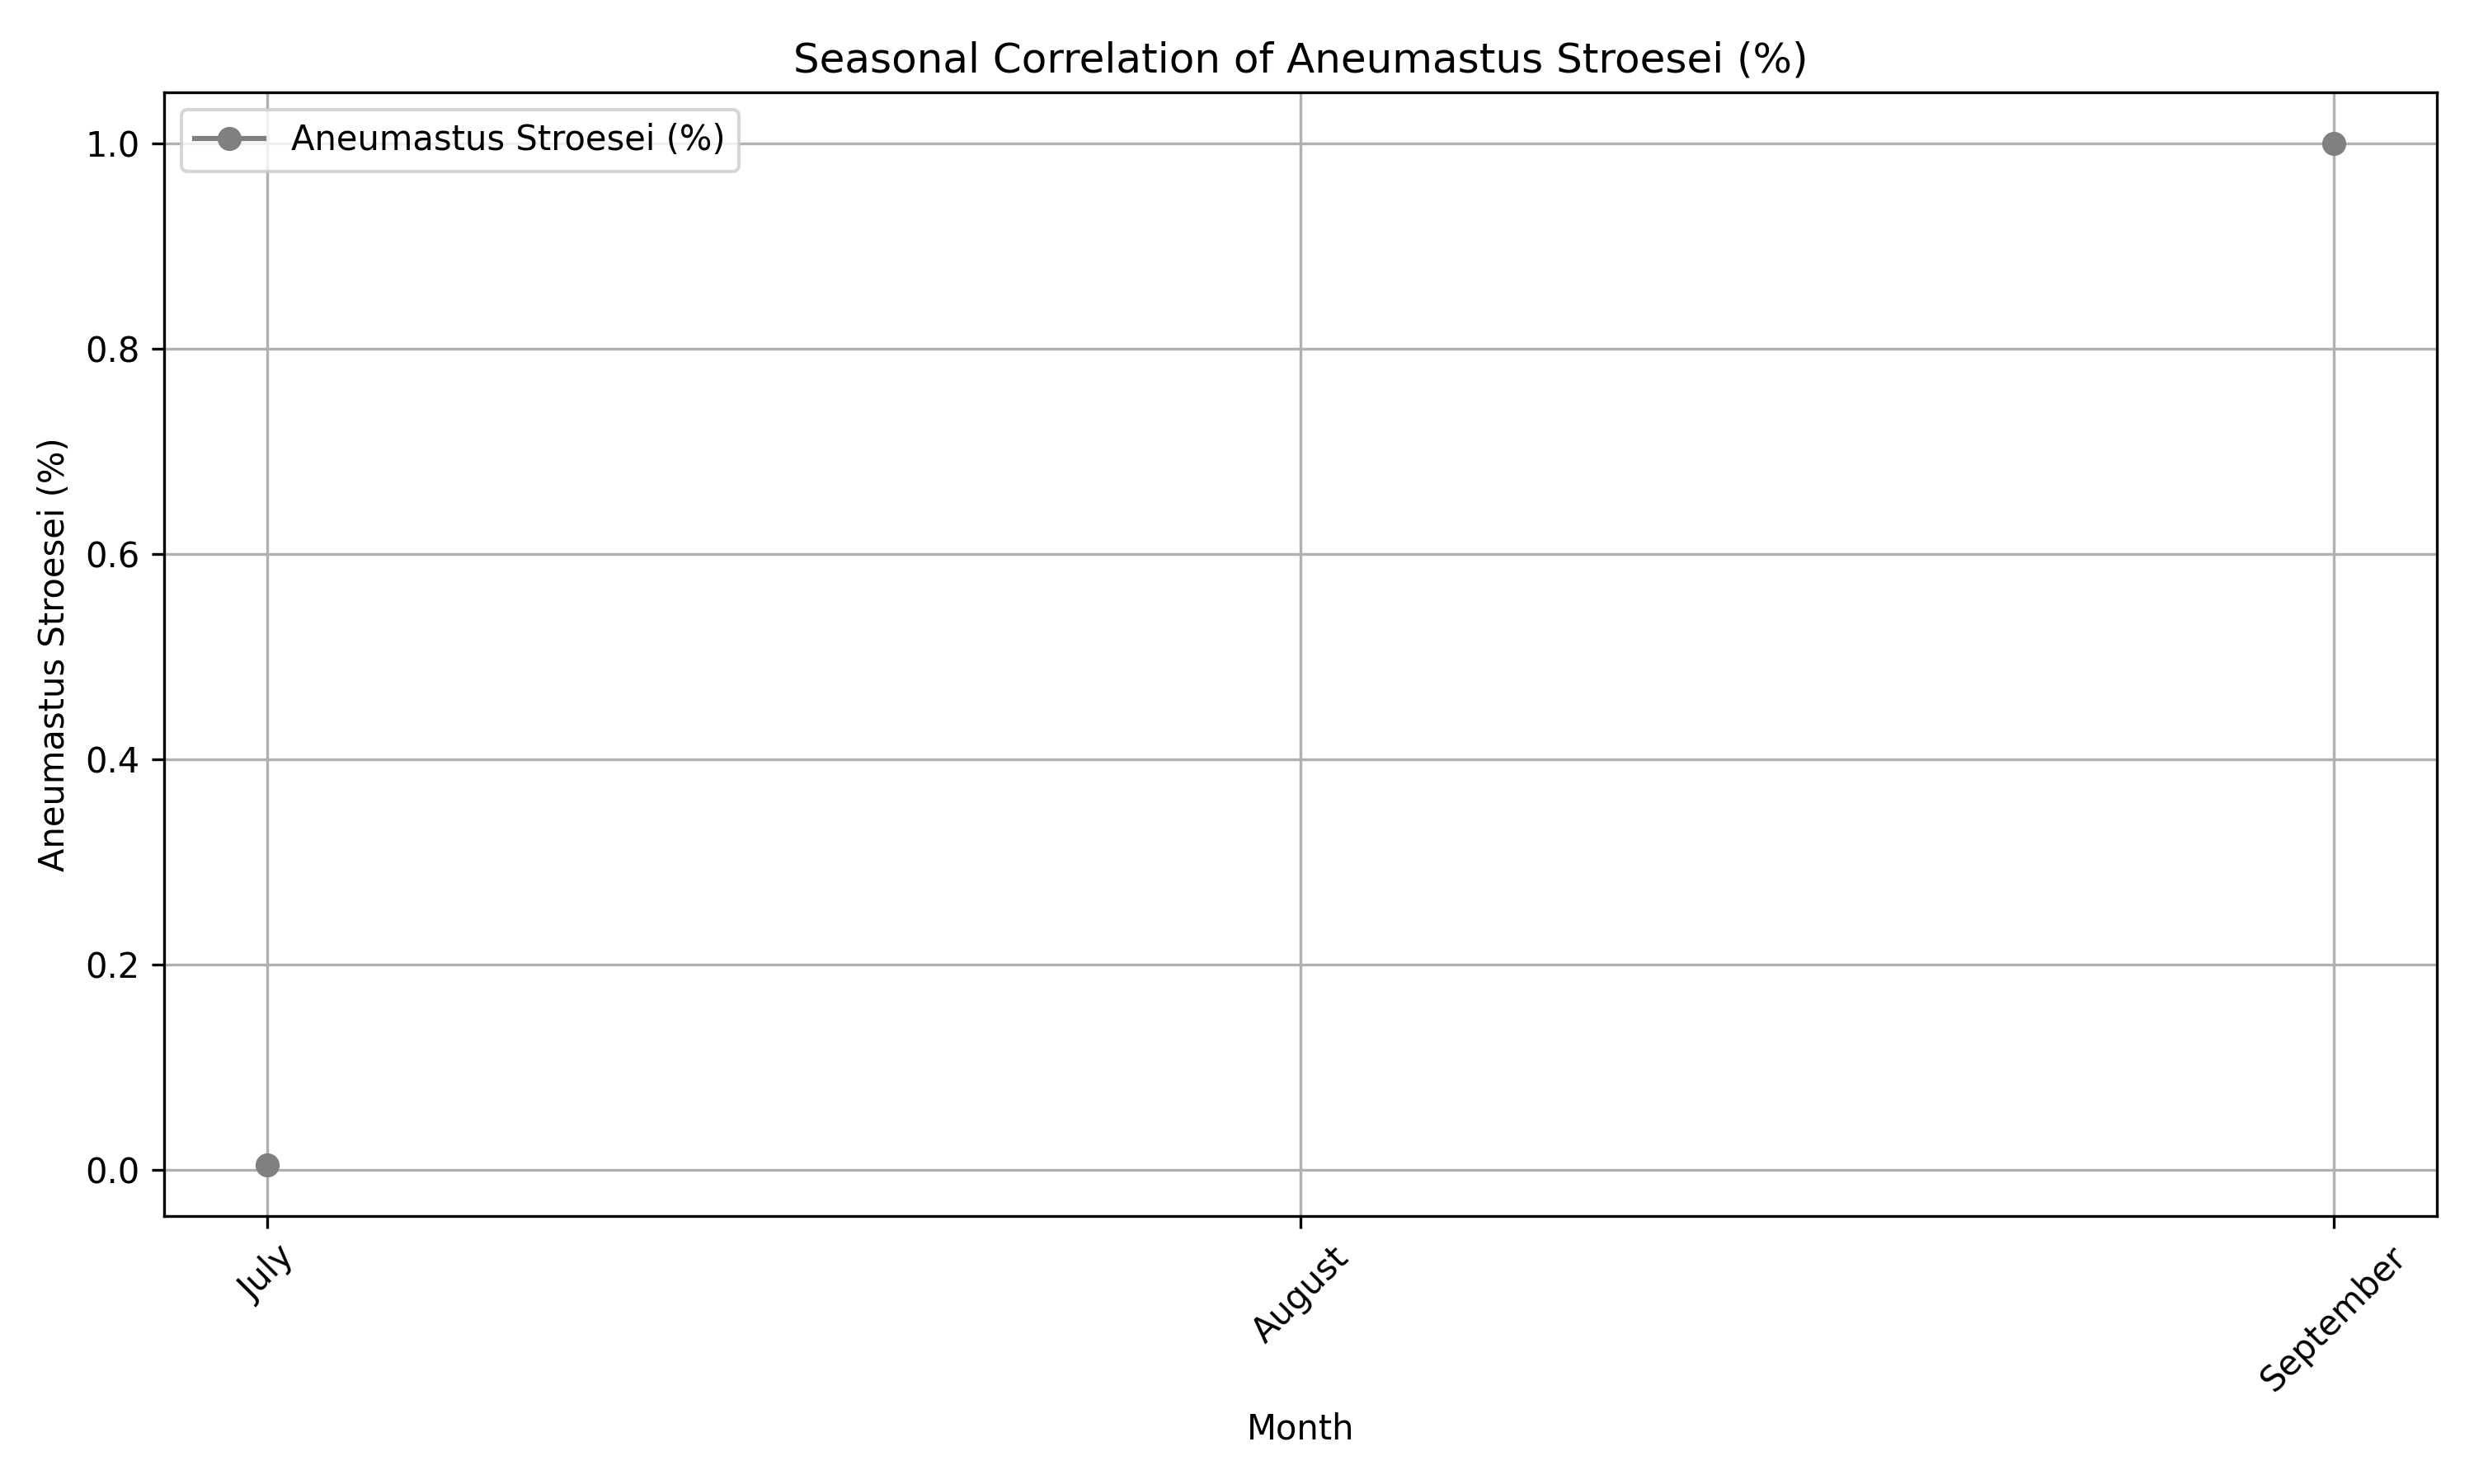 Seasonal Correlation of Aneumastus Stroesei (%)
Aneumastus Stroesei (%)
1.0
0.8
0.6
0.4
0.2
0.0
Aneumastus Stroesei (%)
July
August
September
Month